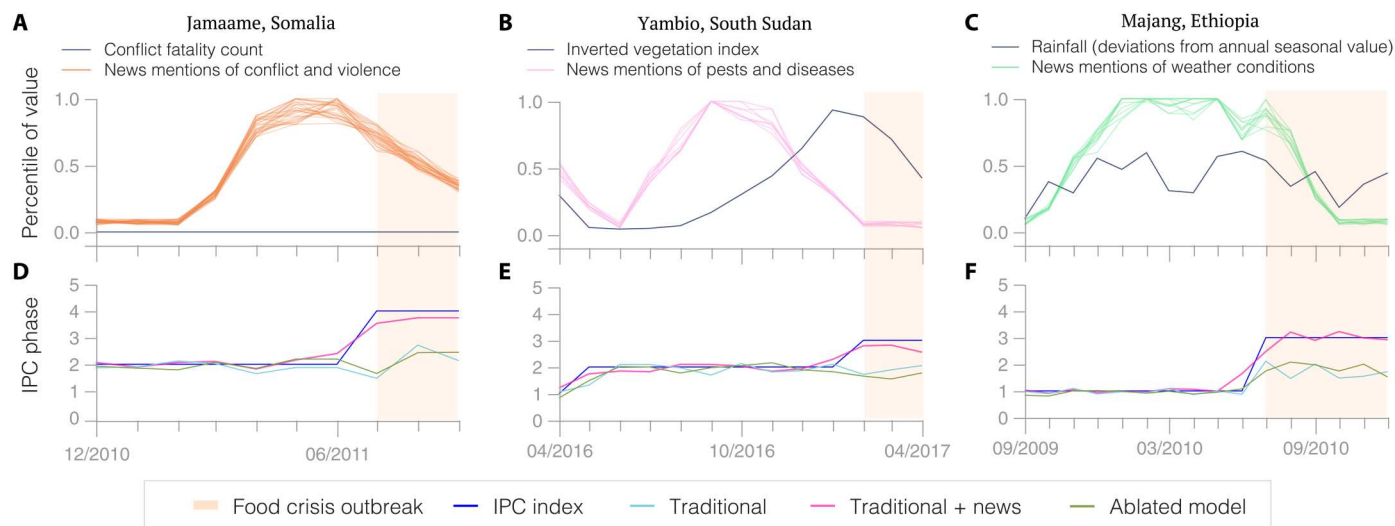 A
Jamaame, Somalia
Conflict fatality count
News mentions of conflict and violence
B
Yambio, South Sudan
Inverted vegetation index
News mentions of pests and diseases
C
Majang, Ethiopia
Rainfall (deviations from annual seasonal value)
News mentions of weather conditions
Percentile of value
1.0
0.5
0.0
1.0
0.5
0.0
1.0
0.5
0.0
D
IPC phase
5
4
3
2
1
0
12/2010
06/2011
E
5
4
3
2
1
0
04/2016
10/2016
04/2017
F
5
4
3
2
1
0
09/2009
03/2010
09/2010
Food crisis outbreak
IPC index
Traditional
Traditional + news
Ablated model